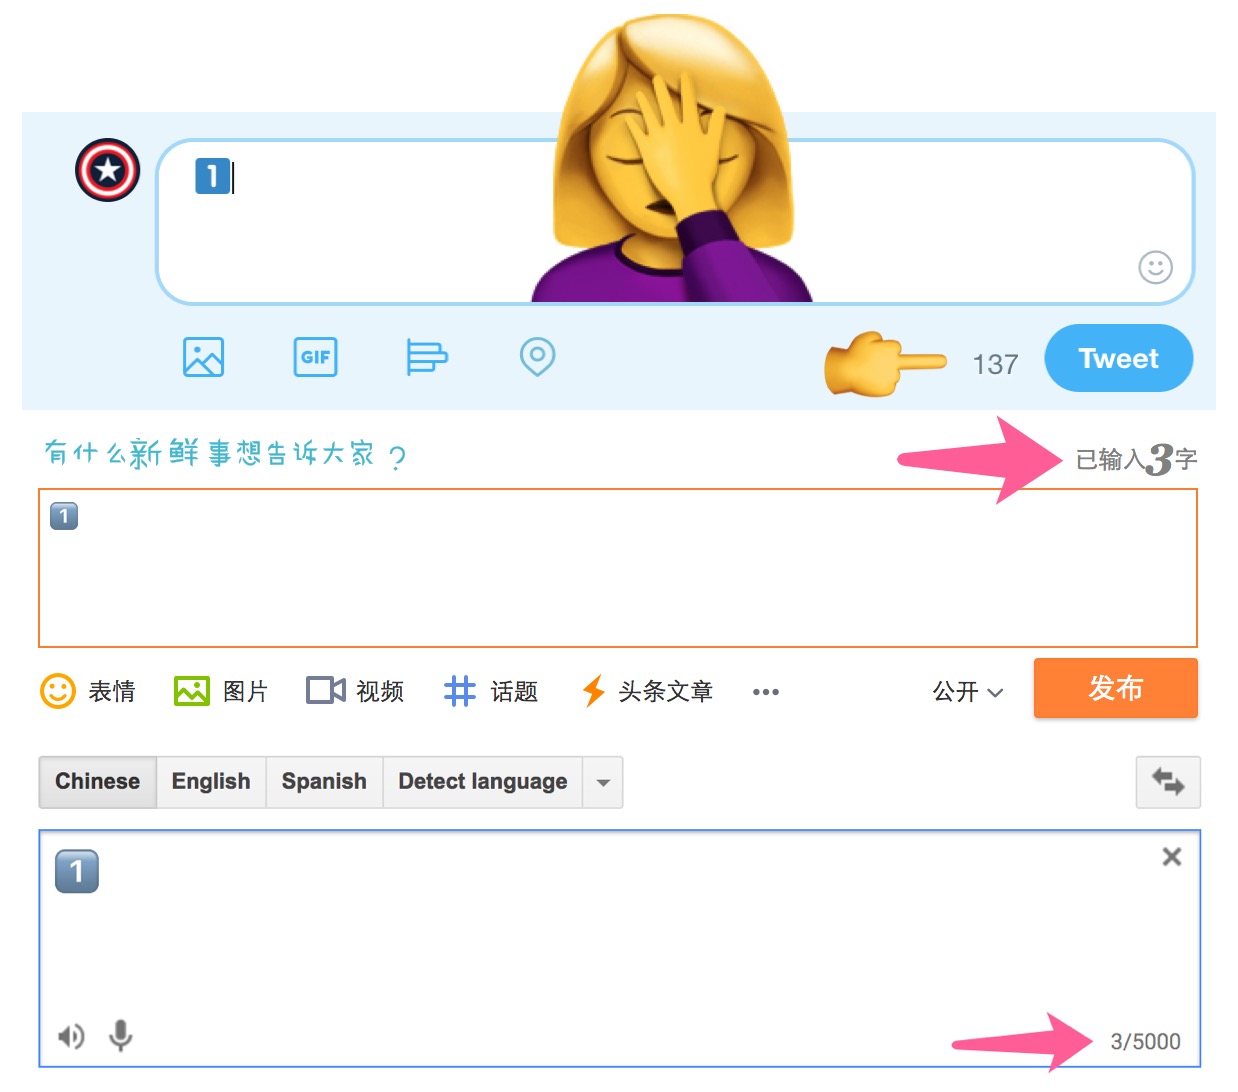 1️⃣
GIF
137 Tweet
有什么新鲜事想告诉大家？
已输入3字
1️⃣
表情 图片 视频 话题 头条文章 ••• 公开 发布
Chinese English Spanish Detect language
1️⃣
3/5000